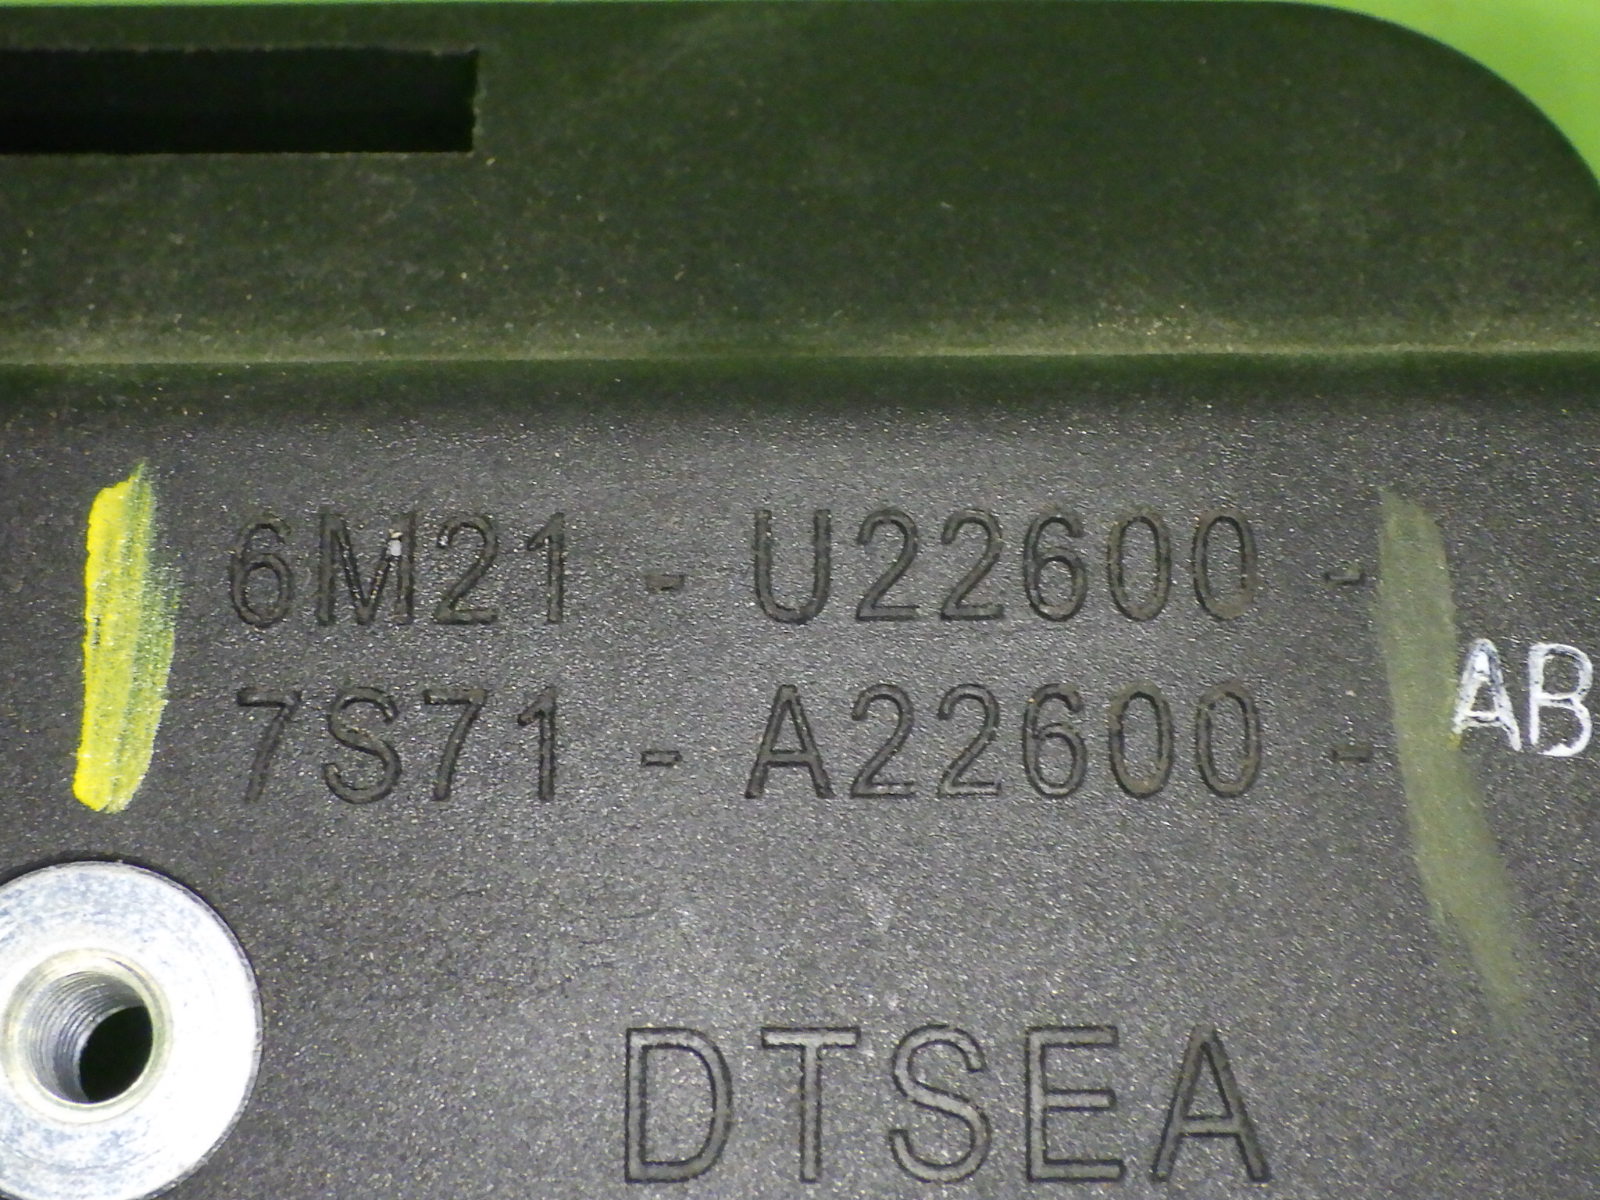 6M21 - U22600 -
7S71 - A22600 -
AB
DTSEA